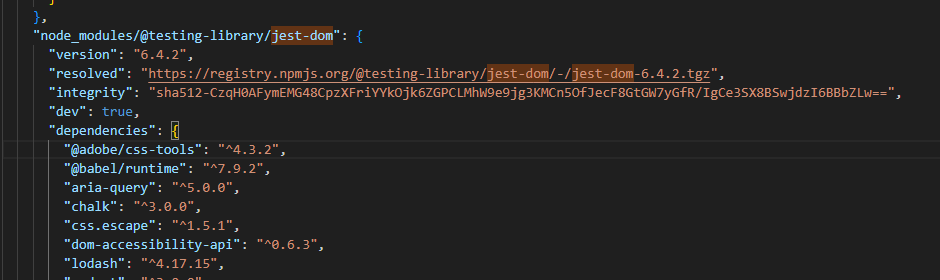 }
},
"node_modules/@testing-library/jest-dom": {
"version": "6.4.2",
"resolved": "https://registry.npmjs.org/@testing-library/jest-dom/-/jest-dom-6.4.2.tgz",
"integrity": "sha512-CzqH0AFymEMG48CpzXFriYYkOjk6ZGPCLMhW9e9jg3KMCn5OfJecF8GtGW7yGfR/IgCe3SX8BSwjdzI6BBbZLw==",
"dev": true,
"dependencies": {
"@adobe/css-tools": "^4.3.2",
"@babel/runtime": "^7.9.2",
"aria-query": "^5.0.0",
"chalk": "^3.0.0",
"css.escape": "^1.5.1",
"dom-accessibility-api": "^0.6.3",
"lodash": "^4.17.15",